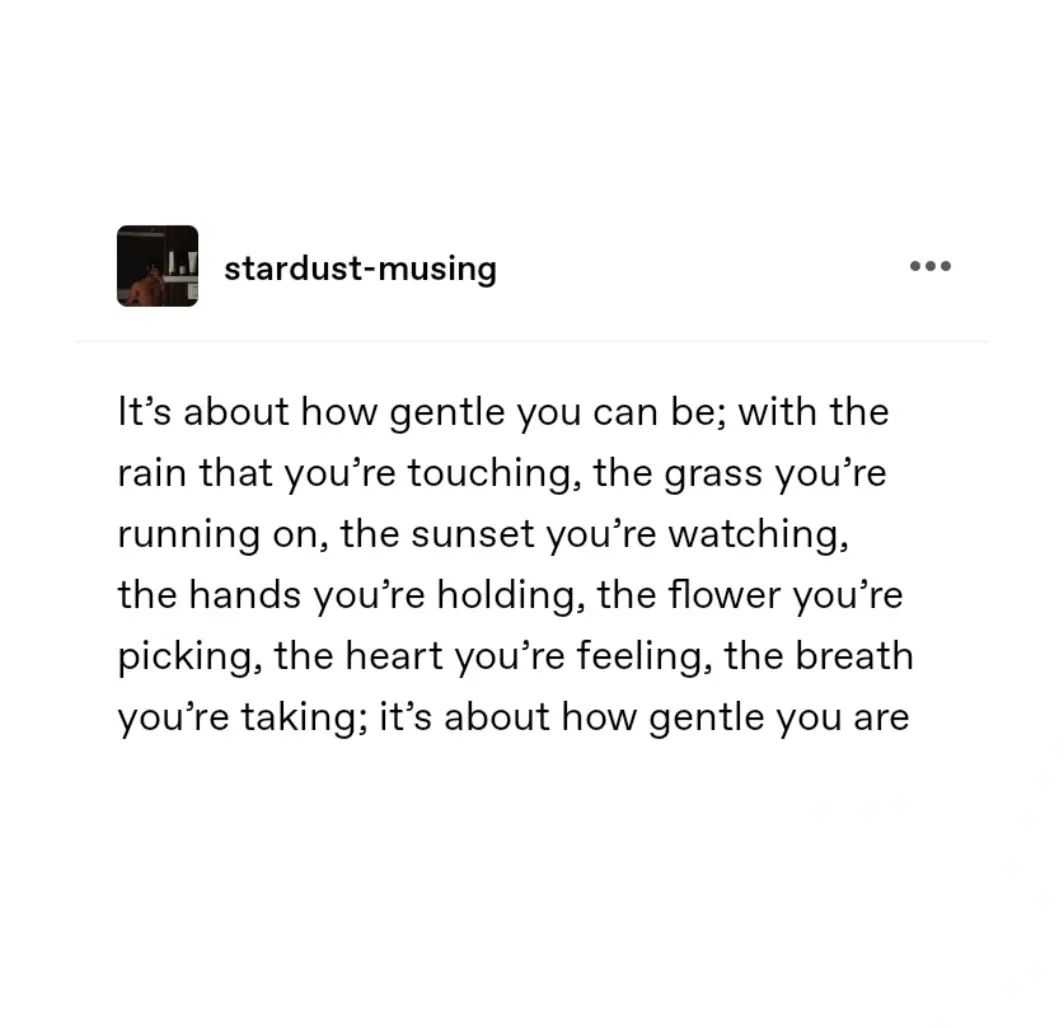 stardust-musing
It’s about how gentle you can be; with the
rain that you’re touching, the grass you’re
running on, the sunset you’re watching,
the hands you’re holding, the flower you’re
picking, the heart you’re feeling, the breath
you’re taking; it’s about how gentle you are